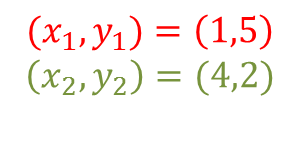 (x₁, y₁) = (1,5)
(x₂, y₂) = (4,2)